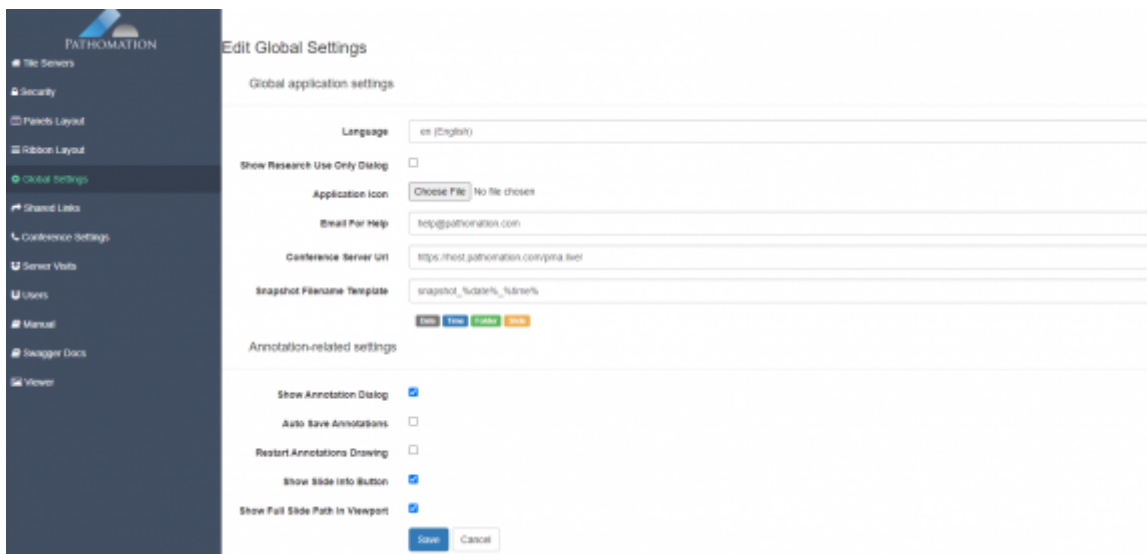 PATHOMATION
Tile Servers
Security
Panels Layout
Ribbon Layout
Global Settings
Shared Links
Conference Settings
Server Visits
Users
Manual
Swagger Docs
Viewer
Edit Global Settings
Global application settings
Language en (English)
Show Research Use Only Dialog
Application Icon Choose File No file chosen
Email For Help help@pathomation.com
Conference Server Url https://host.pathomation.com/pma.live/
Snapshot Filename Template snapshot_%date%_%time%
Date Time Folder Slide
Annotation-related settings
Show Annotation Dialog
Auto Save Annotations
Restart Annotations Drawing
Show Slide Info Button
Show Full Slide Path In Viewport
Save Cancel